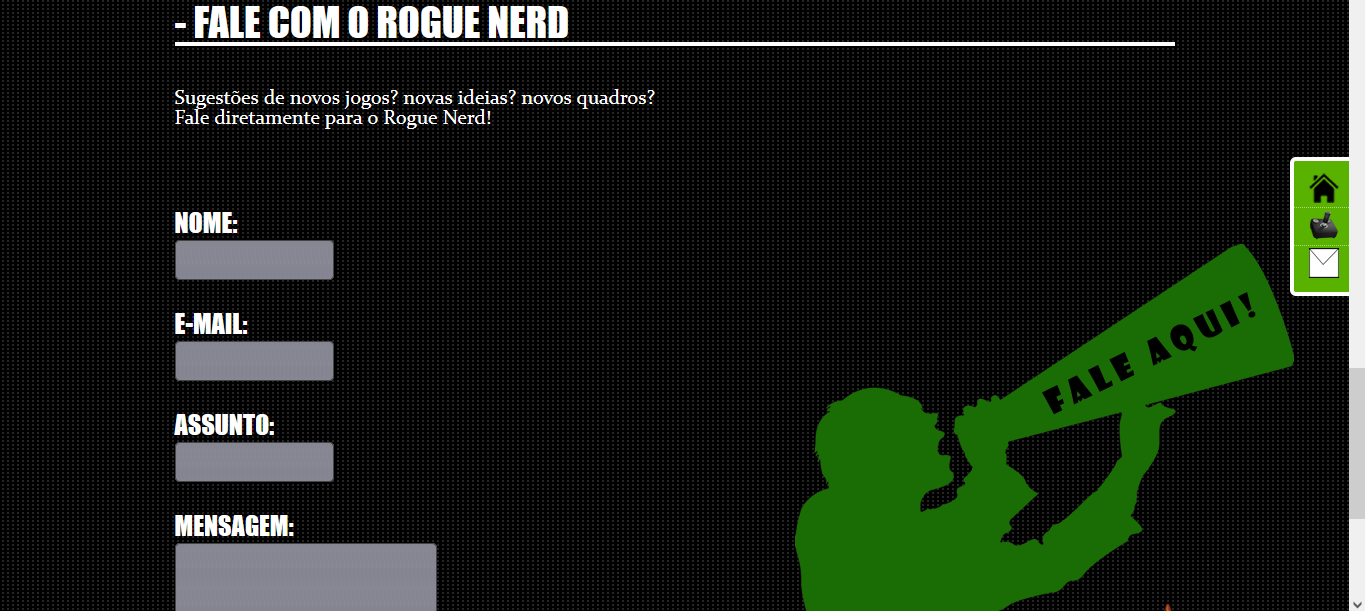 - FALE COM O ROGUE NERD
Sugestões de novos jogos? novas ideias? novos quadros?
Fale diretamente para o Rogue Nerd!
NOME:
E-MAIL:
ASSUNTO:
MENSAGEM:
FALE AQUI!